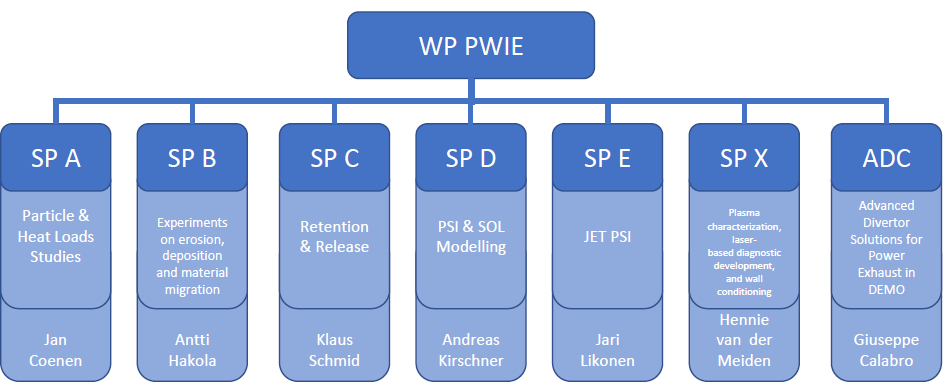 WP PWIE
SP A
Particle &
Heat Loads
Studies
Jan
Coenen
SP B
Experiments
on erosion,
deposition
and material
migration
Antti
Hakola
SP C
Retention
& Release
Klaus
Schmid
SP D
PSI & SOL
Modelling
Andreas
Kirschner
SP E
JET PSI
Jari
Likonen
SP X
Plasma
characterization,
laser-
based diagnostic
development,
and wall
conditioning
Hennie
van der
Meiden
ADC
Advanced
Divertor
Solutions for
Power
Exhaust in
DEMO
Giuseppe
Calabro